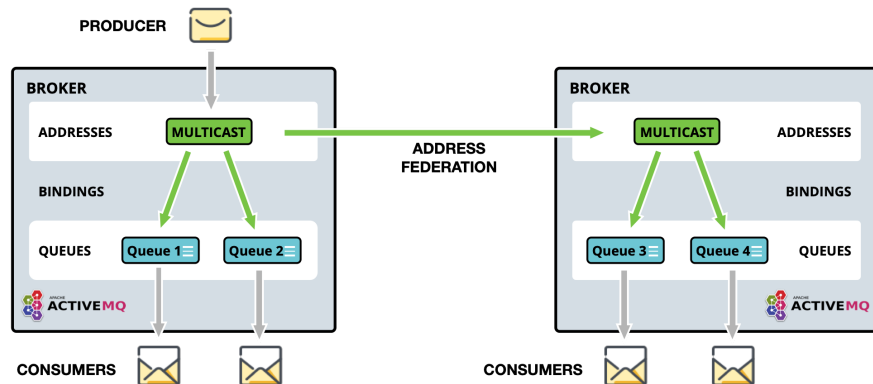 PRODUCER
BROKER
ADDRESSES
MULTICAST
BINDINGS
QUEUES
Queue 1
Queue 2
APACHE
ACTIVEMQ
CONSUMERS
ADDRESS
FEDERATION
BROKER
MULTICAST
ADDRESSES
BINDINGS
Queue 3
Queue 4
QUEUES
APACHE
ACTIVEMQ
CONSUMERS